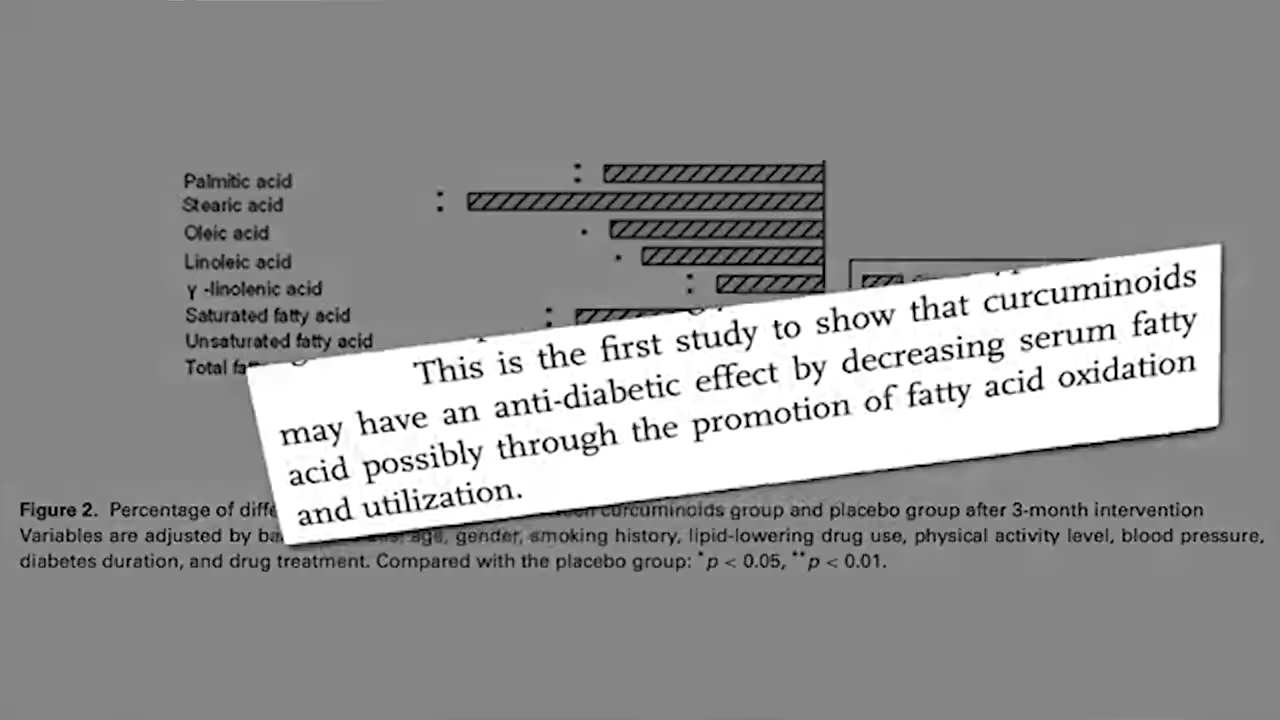 Palmitic acid
Stearic acid
Oleic acid
Linoleic acid
γ -linolenic acid
Saturated fatty acid
Unsaturated fatty acid
Total
This is the first study to show that curcuminoids
may have an anti-diabetic effect by decreasing serum fatty
acid possibly through the promotion of fatty acid oxidation
and utilization.
Figure 2. Percentage of curcuminoids group and placebo group after 3-month intervention
Variables are adjusted by age, gender, smoking history, lipid-lowering drug use, physical activity level, blood pressure,
diabetes duration, and drug treatment. Compared with the placebo group: *p < 0.05, **p < 0.01.